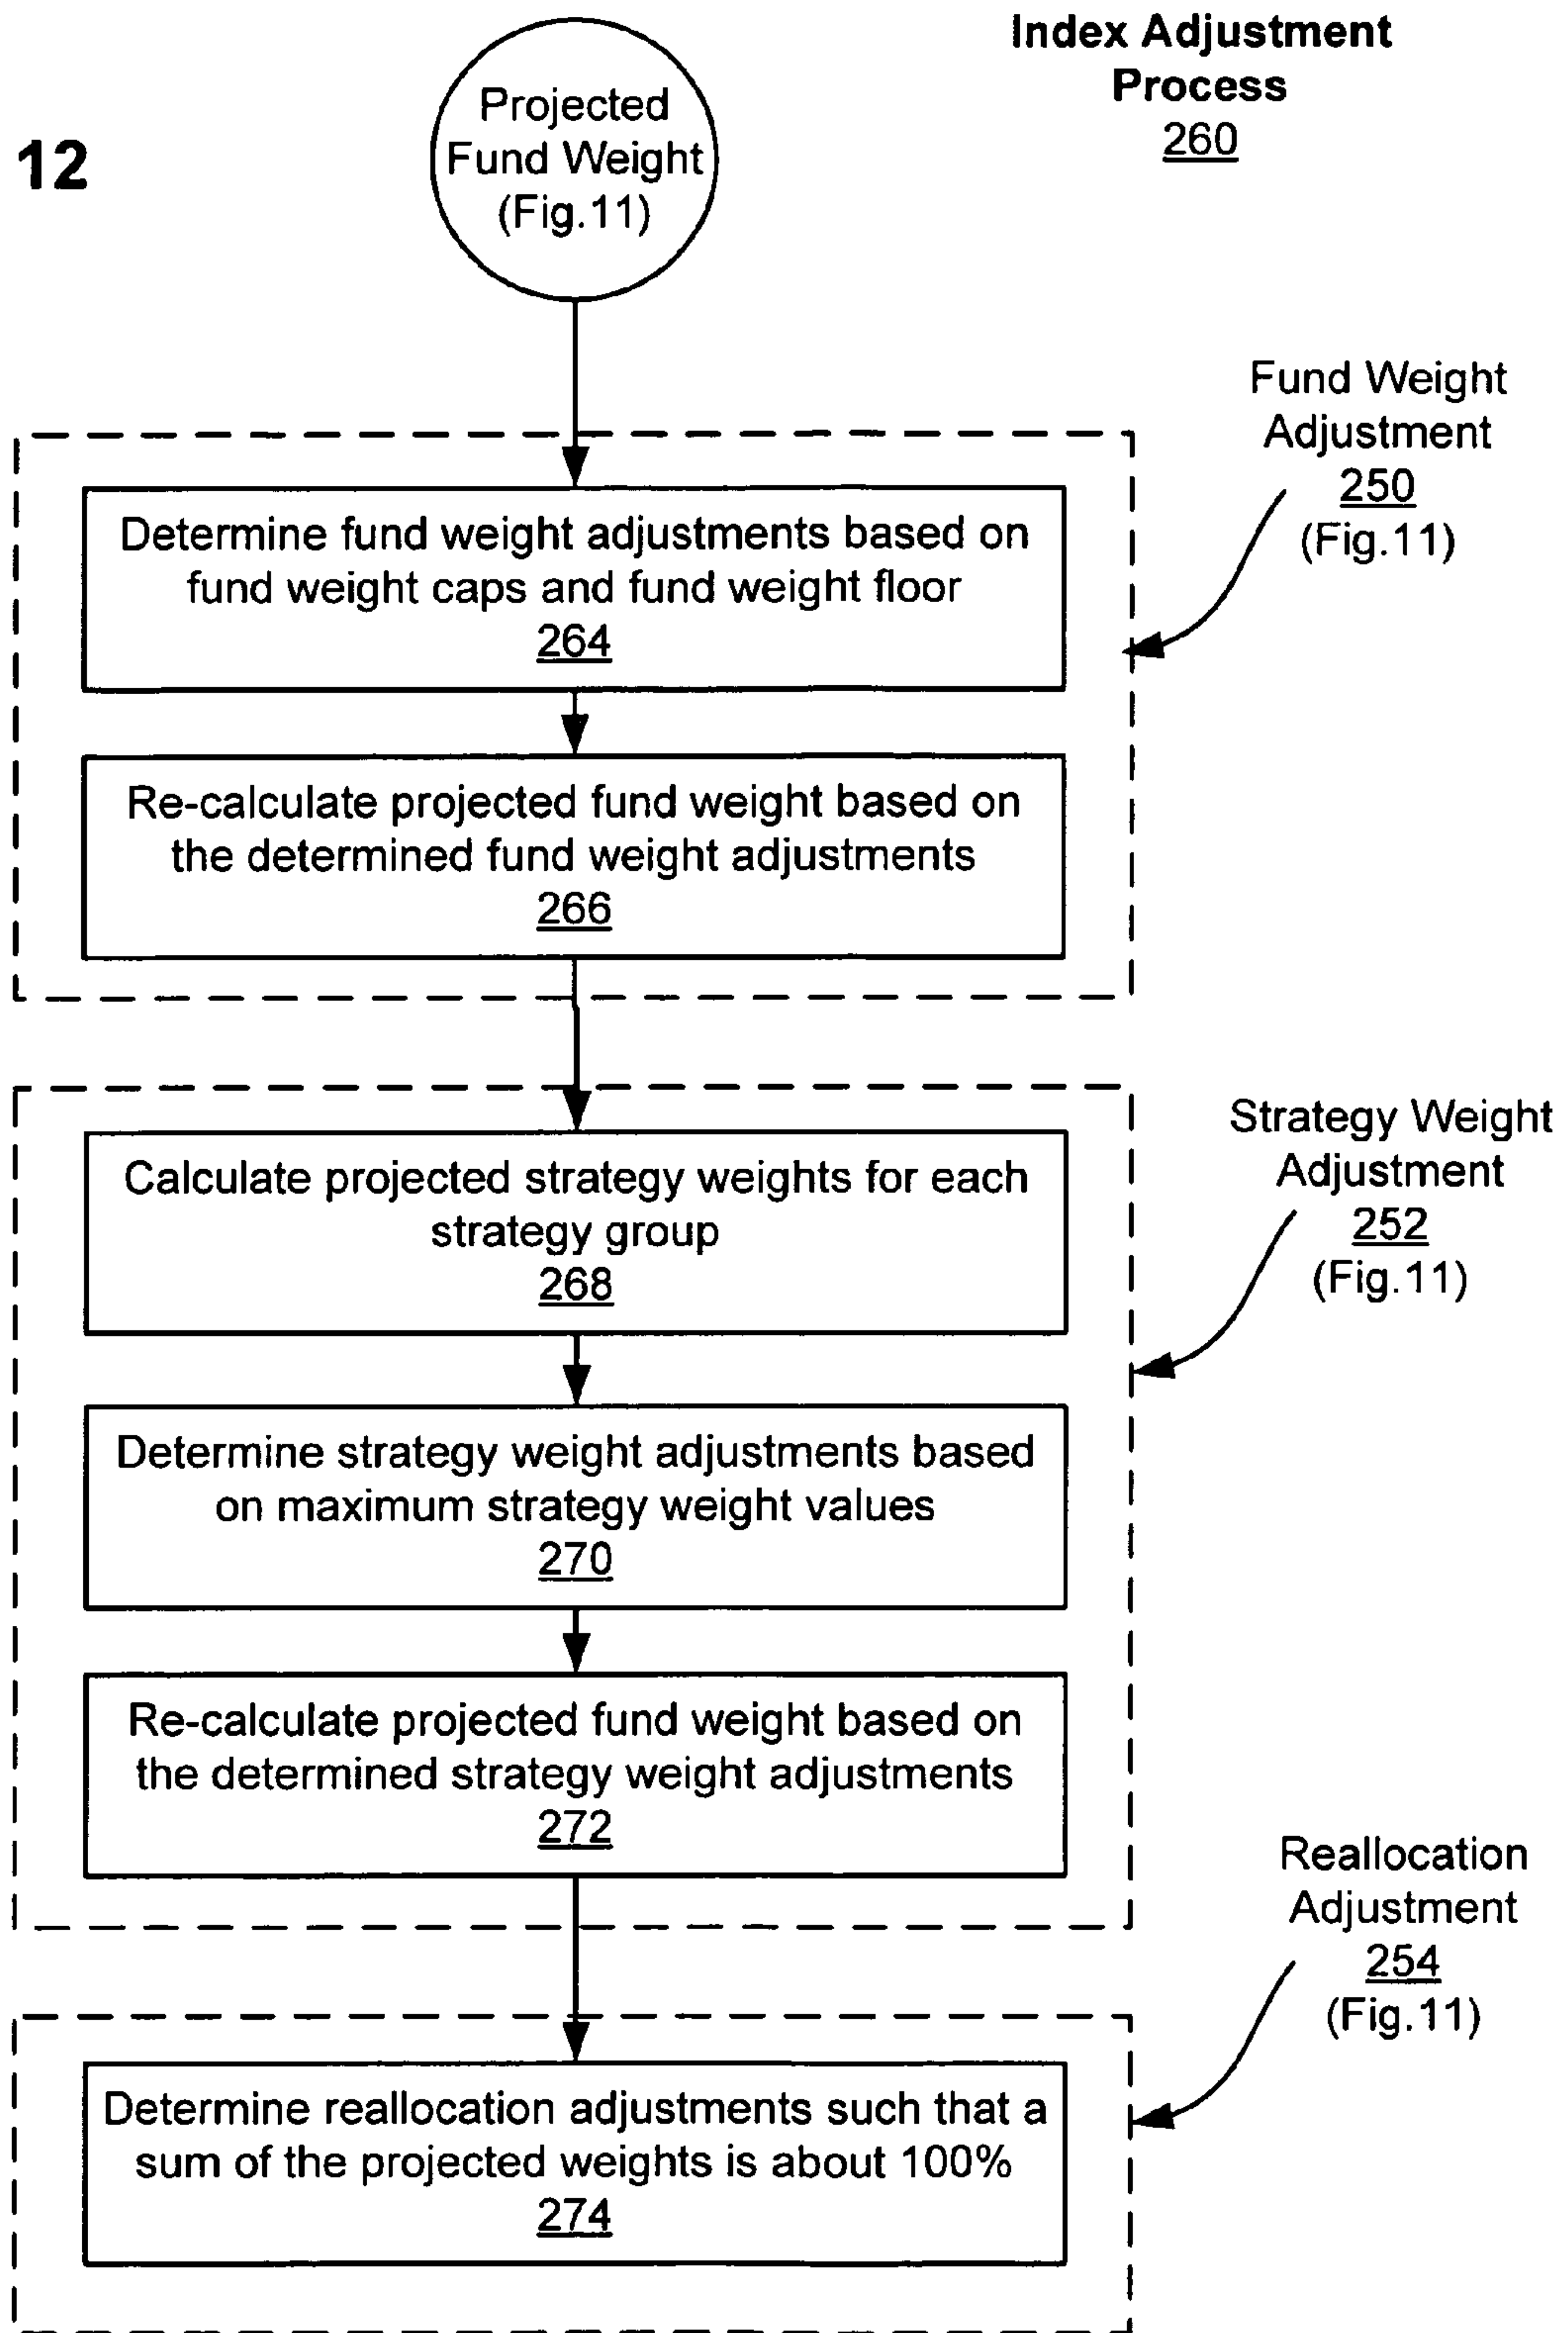 Index Adjustment
Process
260
12
Projected
Fund Weight
(Fig.11)
Fund Weight
Adjustment
250
(Fig.11)
Determine fund weight adjustments based on
fund weight caps and fund weight floor
264
Re-calculate projected fund weight based on
the determined fund weight adjustments
266
Strategy Weight
Adjustment
252
(Fig.11)
Calculate projected strategy weights for each
strategy group
268
Determine strategy weight adjustments based
on maximum strategy weight values
270
Re-calculate projected fund weight based on
the determined strategy weight adjustments
272
Reallocation
Adjustment
254
(Fig.11)
Determine reallocation adjustments such that a
sum of the projected weights is about 100%
274